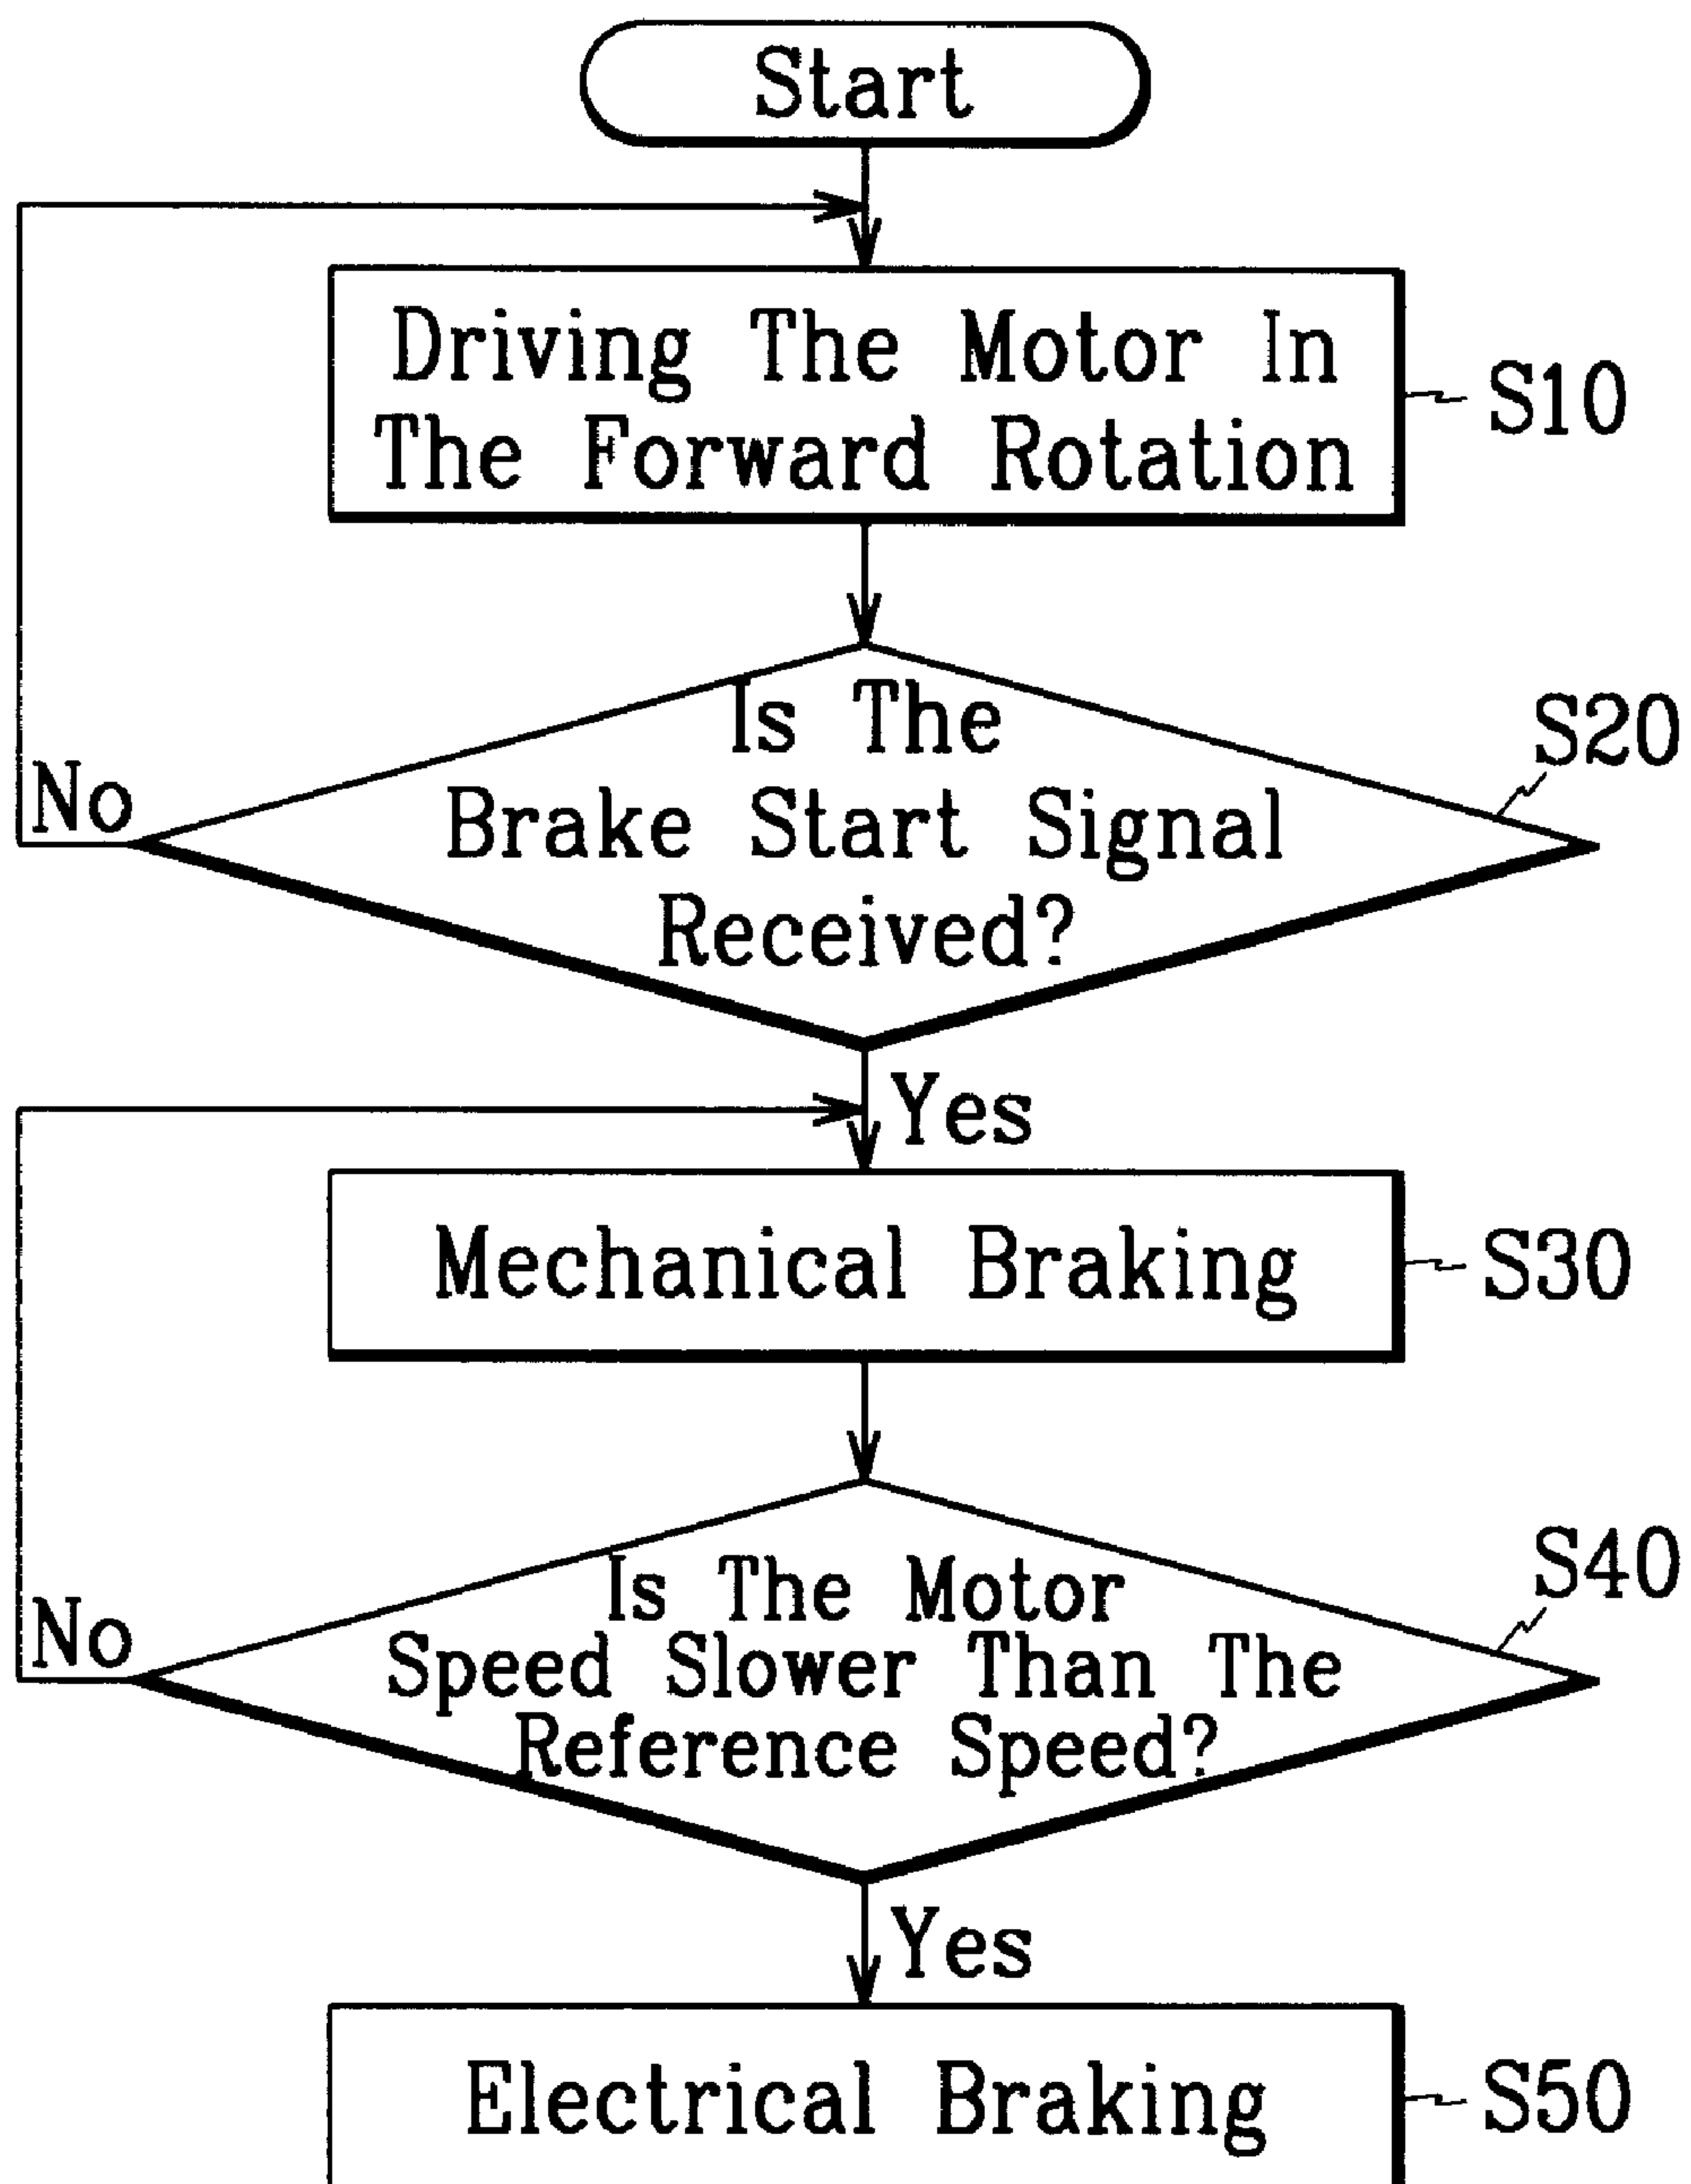 Start
Driving The Motor In
The Forward Rotation
S10
Is The
Brake Start Signal
Received?
S20
No
Yes
Mechanical Braking
S30
Is The Motor
Speed Slower Than The
Reference Speed?
S40
No
Yes
Electrical Braking
S50